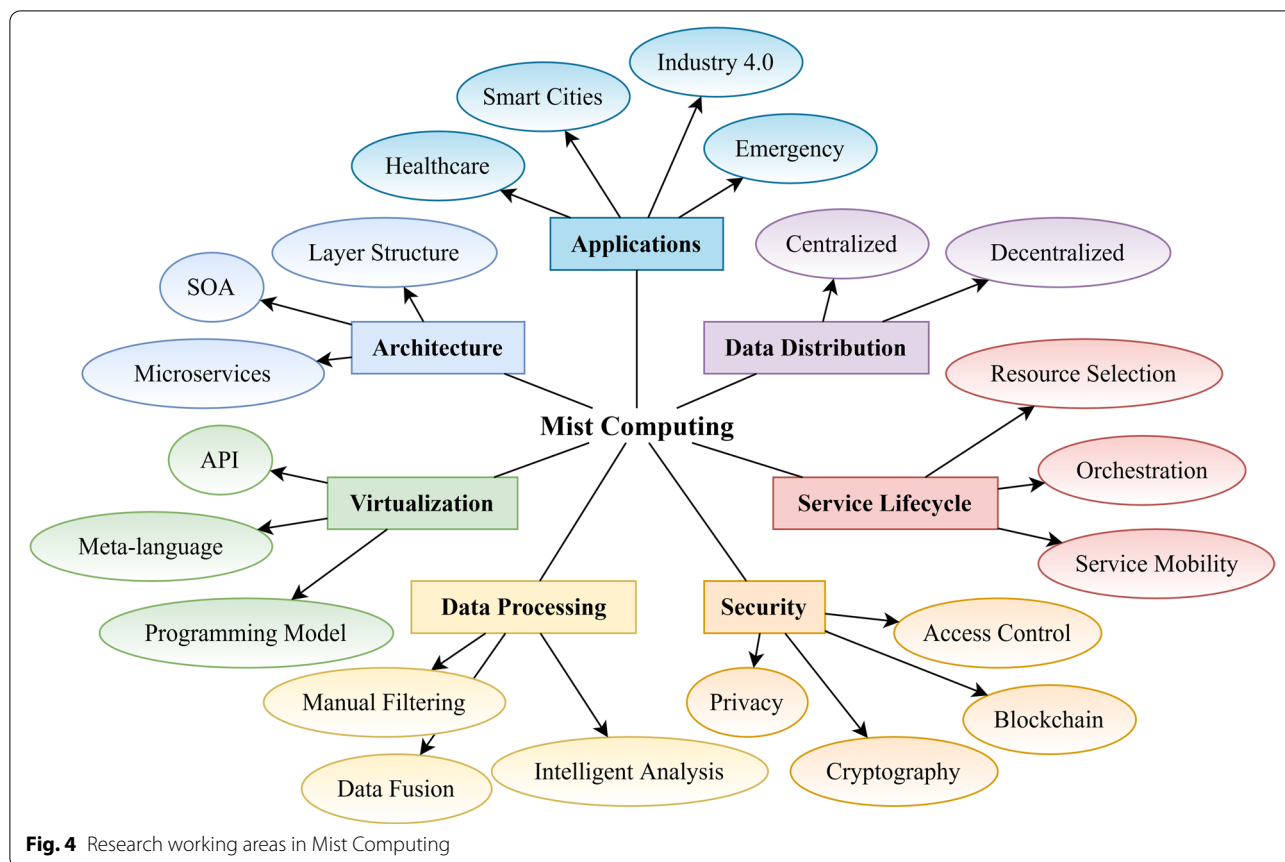 Industry 4.0
Smart Cities
Emergency
Healthcare
Applications
Centralized
Decentralized
Layer Structure
SOA
Architecture
Data Distribution
Microservices
Resource Selection
Mist Computing
API
Orchestration
Virtualization
Service Lifecycle
Meta-language
Service Mobility
Data Processing
Security
Programming Model
Access Control
Manual Filtering
Privacy
Blockchain
Intelligent Analysis
Cryptography
Data Fusion
Fig. 4 Research working areas in Mist Computing